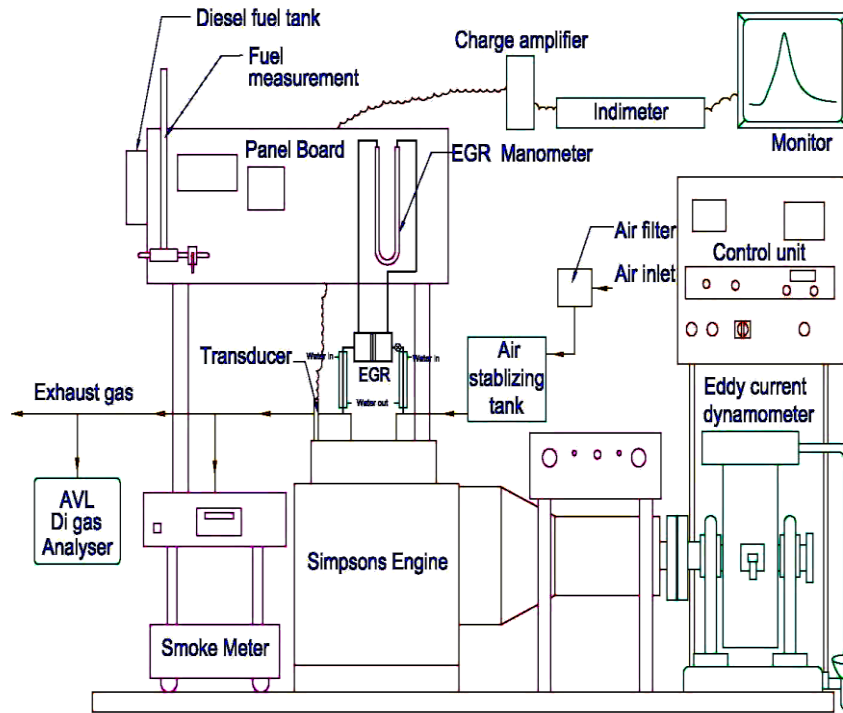 Diesel fuel tank
Fuel
measurement
Charge amplifier
Indimeter
Monitor
Panel Board
EGR Manometer
Air filter
Air inlet
Control unit
Transducer
Water in
Water in
EGR
Water out
Air
stablizing
tank
Eddy current
dynamometer
Exhaust gas
AVL
Di gas
Analyser
Simpsons Engine
Smoke Meter